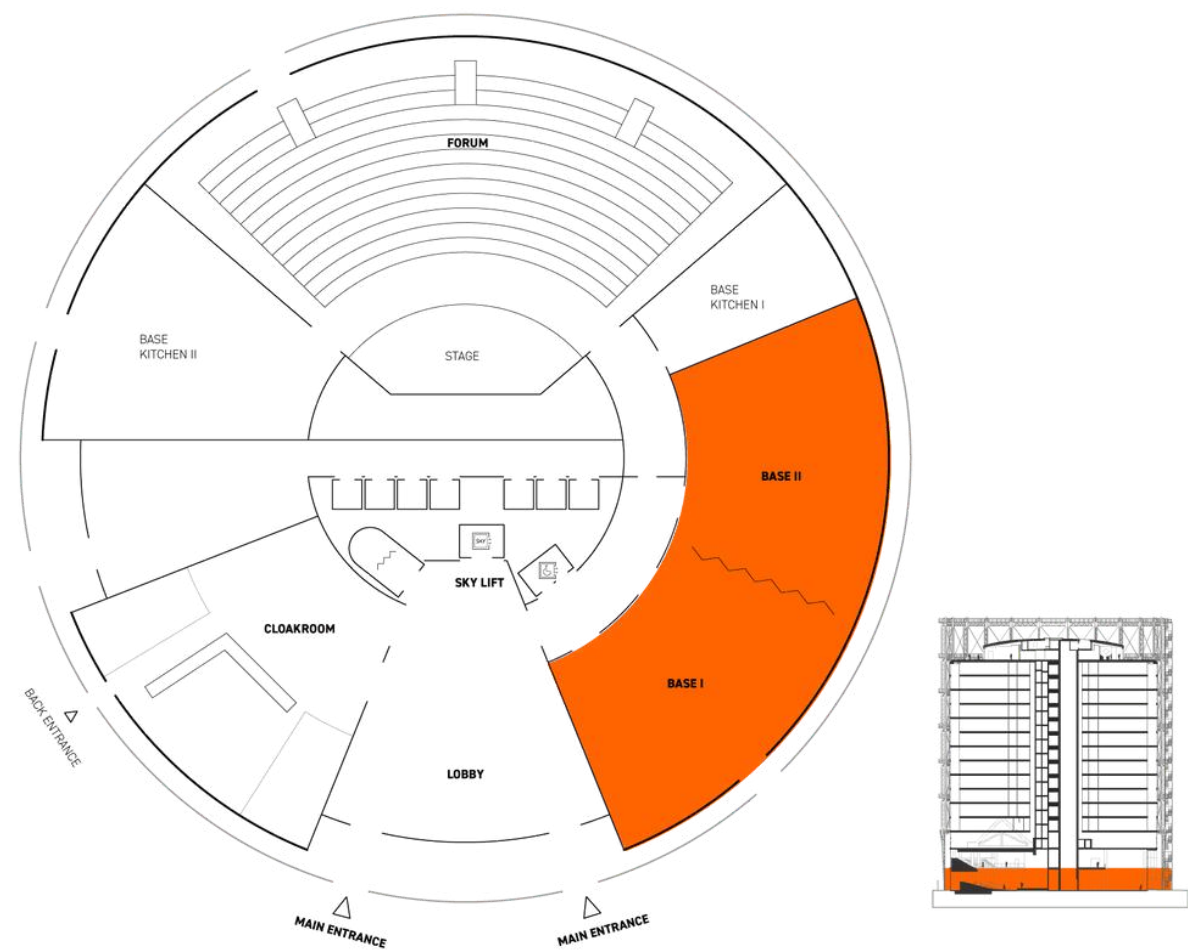 FORUM
BASE
KITCHEN I
BASE
KITCHEN II
STAGE
BASE II
SKY
SKY LIFT
CLOAKROOM
BASE I
BACK ENTRANCE
LOBBY
MAIN ENTRANCE
MAIN ENTRANCE